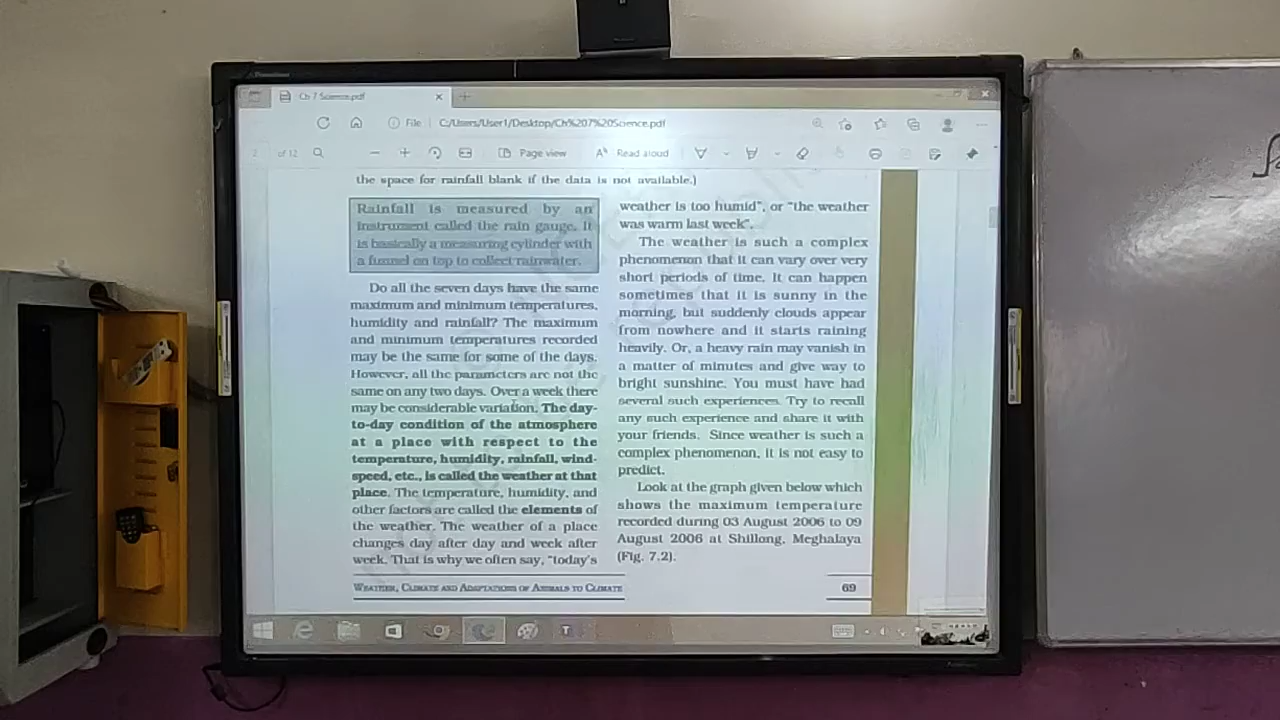 Ch 7 Science.pdf
File
C:/Users/User1/Desktop/Ch%207%20Science.pdf
2 of 12
Page view
Read aloud
the space for rainfall blank if the data is not available.)
Rainfall is measured by an
instrument called the rain gauge. It
is basically a measuring cylinder with
a funnel on top to collect rainwater.
Do all the seven days have the same
maximum and minimum temperatures,
humidity and rainfall? The maximum
and minimum temperatures recorded
may be the same for some of the days.
However, all the parameters are not the
same on any two days. Over a week there
may be considerable variation. The day-
to-day condition of the atmosphere
at a place with respect to the
temperature, humidity, rainfall, wind-
speed, etc., is called the weather at that
place. The temperature, humidity, and
other factors are called the elements of
the weather. The weather of a place
changes day after day and week after
week. That is why we often say, "today's
weather is too humid", or "the weather
was warm last week".
The weather is such a complex
phenomenon that it can vary over very
short periods of time. It can happen
sometimes that it is sunny in the
morning, but suddenly clouds appear
from nowhere and it starts raining
heavily. Or, a heavy rain may vanish in
a matter of minutes and give way to
bright sunshine. You must have had
several such experiences. Try to recall
any such experience and share it with
your friends. Since weather is such a
complex phenomenon, it is not easy to
predict.
Look at the graph given below which
shows the maximum temperature
recorded during 03 August 2006 to 09
August 2006 at Shillong, Meghalaya
(Fig. 7.2).
WEATHER, CLIMATE AND ADAPTATIONS OF ANIMALS TO CLIMATE
69